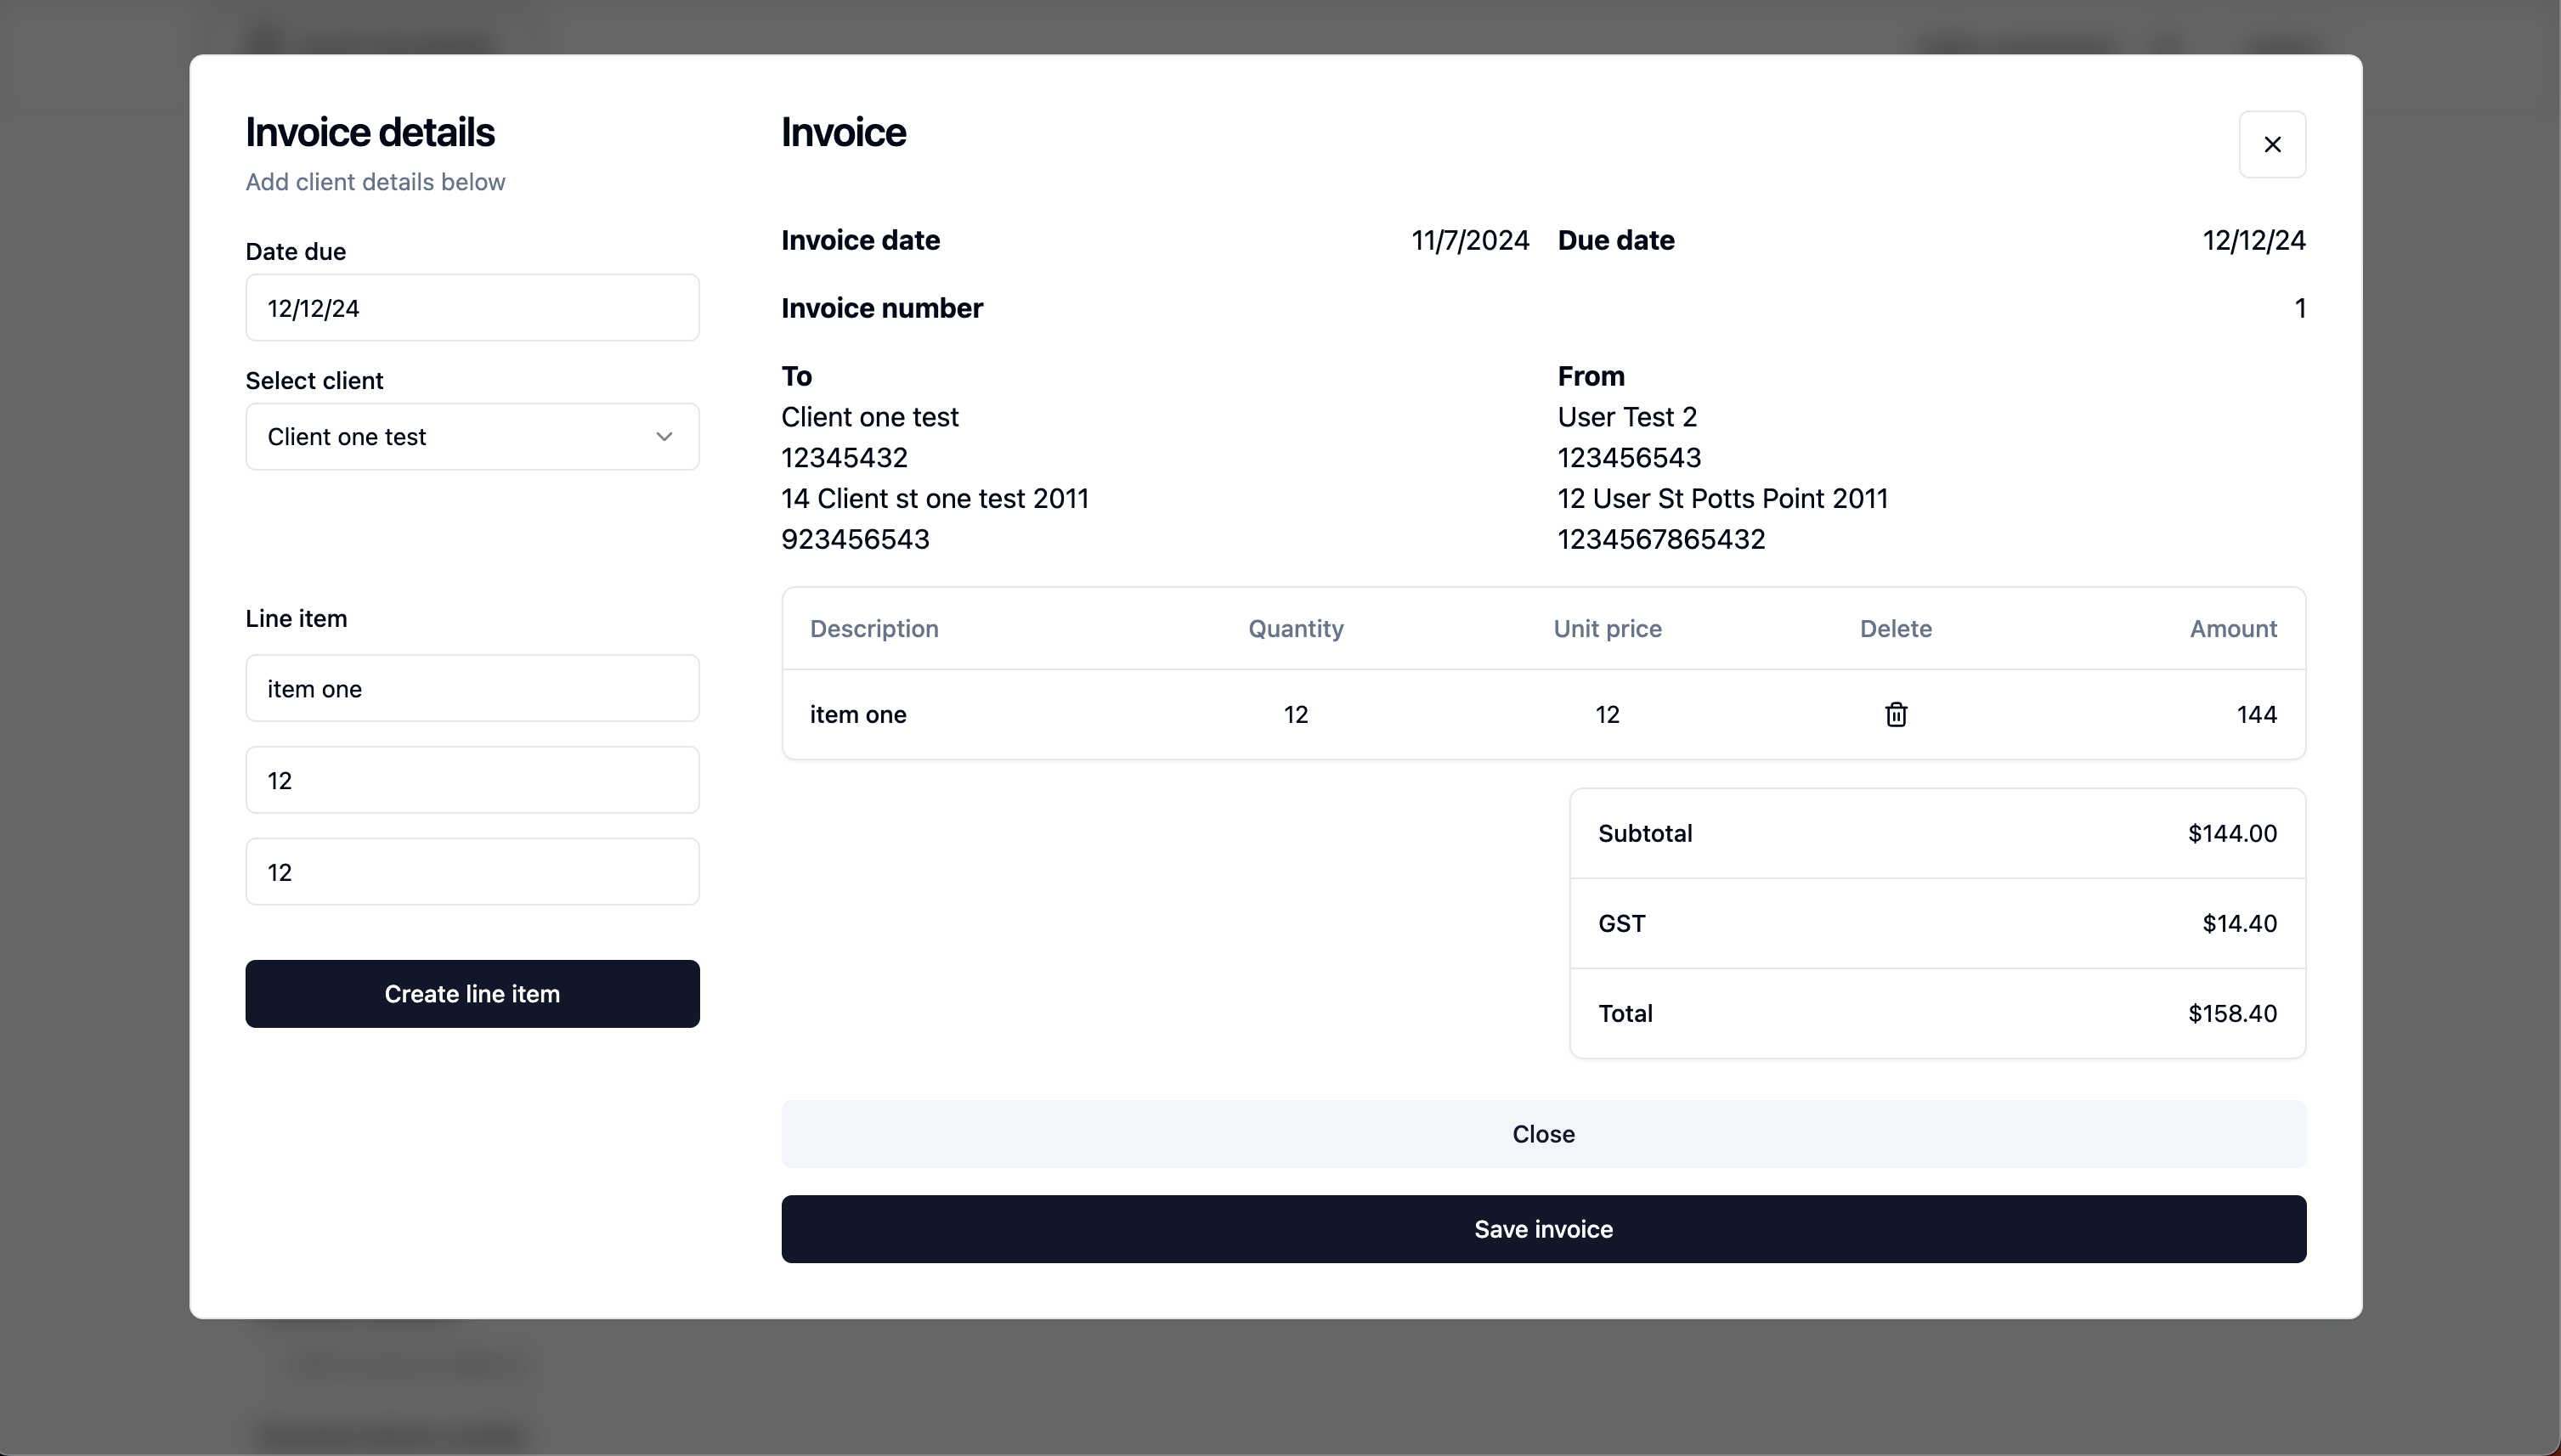 Invoice details
Add client details below
Date due
12/12/24
Select client
Client one test
Line item
item one
12
12
Create line item
Invoice
Invoice date 11/7/2024 Due date 12/12/24
Invoice number 1
To
Client one test
12345432
14 Client st one test 2011
923456543
From
User Test 2
123456543
12 User St Potts Point 2011
1234567865432
Description Quantity Unit price Delete Amount
item one 12 12 144
Subtotal $144.00
GST $14.40
Total $158.40
Close
Save invoice